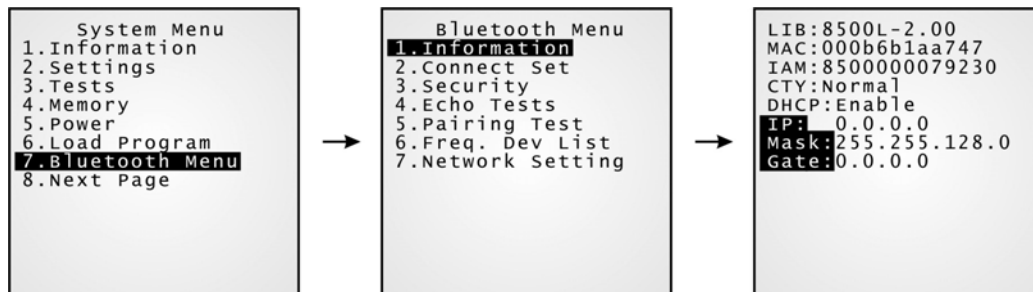 System Menu
1.Information
2.Settings
3.Tests
4.Memory
5.Power
6.Load Program
7.Bluetooth Menu
8.Next Page
Bluetooth Menu
1.Information
2.Connect Set
3.Security
4.Echo Tests
5.Pairing Test
6.Freq. Dev List
7.Network Setting
LIB:8500L-2.00
MAC:000b6b1aa747
IAM:8500000079230
CTY:Normal
DHCP:Enable
IP: 0.0.0.0
Mask:255.255.128.0
Gate:0.0.0.0